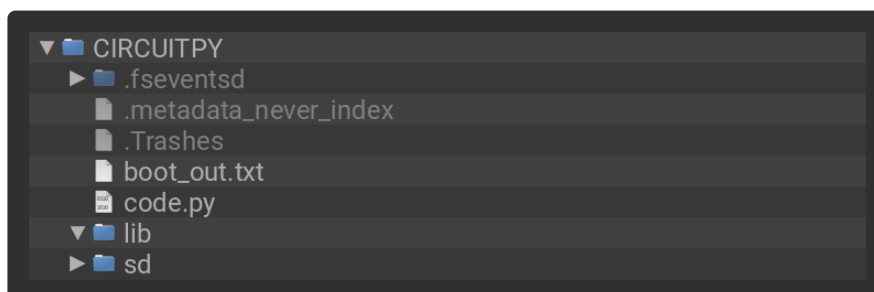 CIRCUITPY
.fseventsd
.metadata_never_index
.Trashes
boot_out.txt
code.py
lib
sd